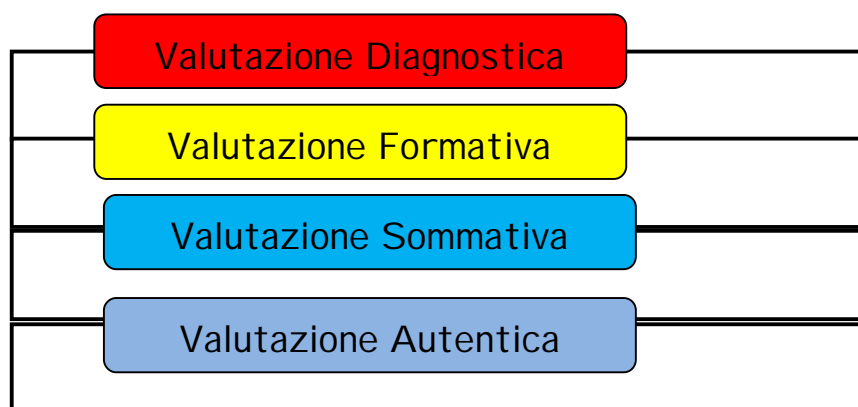 Valutazione Diagnostica
Valutazione Formativa
Valutazione Sommativa
Valutazione Autentica